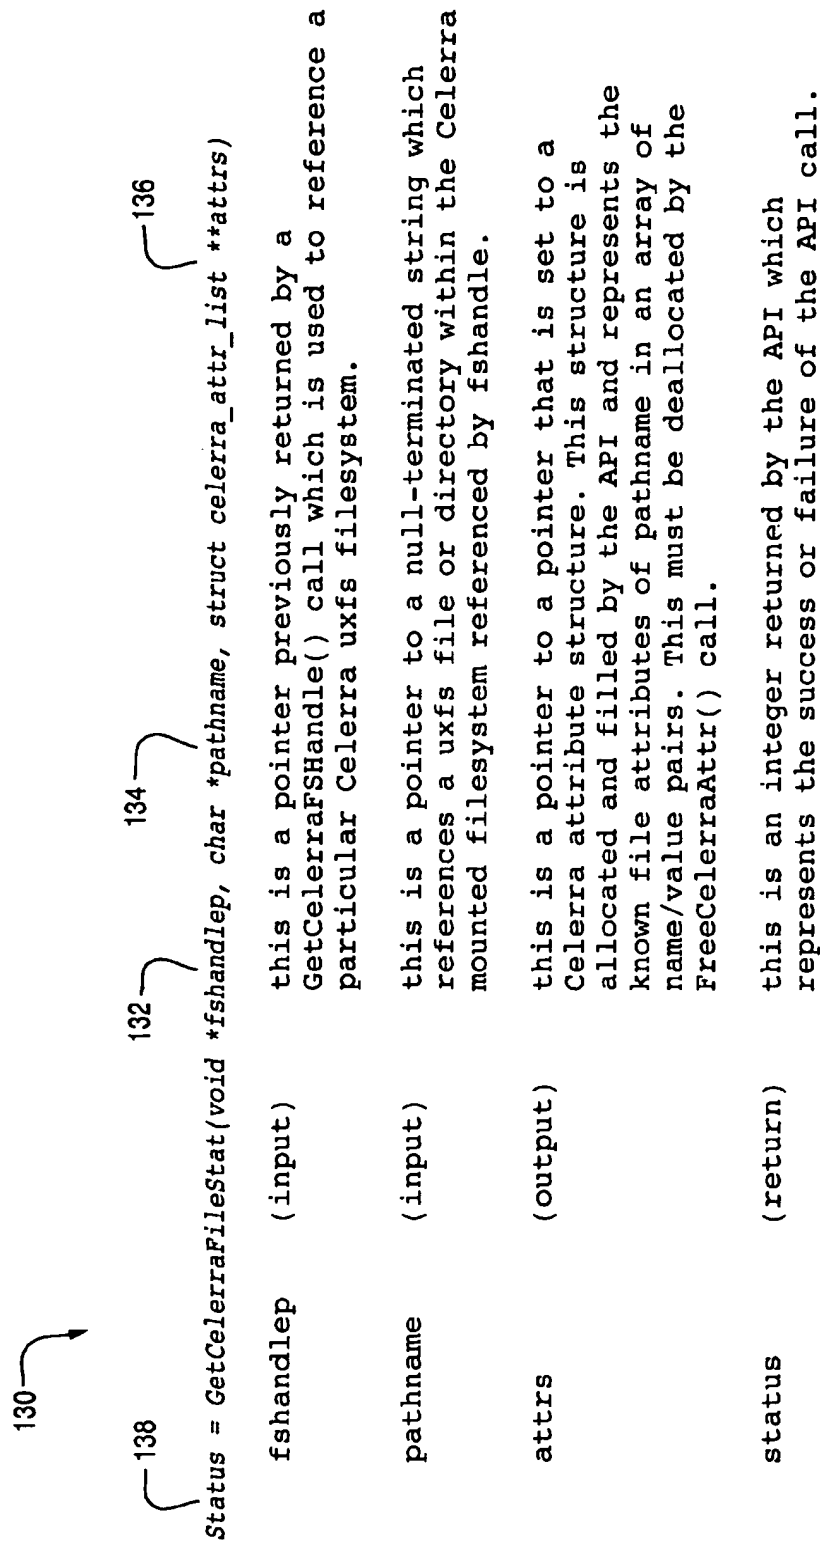 130
138
132
134
136
Status = GetCelerraFileStat(void *fshandlep, char *pathname, struct celerra_attr_list **attrs)
fshandlep (input) this is a pointer previously returned by a
GetCelerraFSHandle() call which is used to reference a
particular Celerra uxfs filesystem.
pathname (input) this is a pointer to a null-terminated string which
references a uxfs file or directory within the Celerra
mounted filesystem referenced by fshandle.
attrs (output) this is a pointer to a pointer that is set to a
Celerra attribute structure. This structure is
allocated and filled by the API and represents the
known file attributes of pathname in an array of
name/value pairs. This must be deallocated by the
FreeCelerraAttr() call.
status (return) this is an integer returned by the API which
represents the success or failure of the API call.